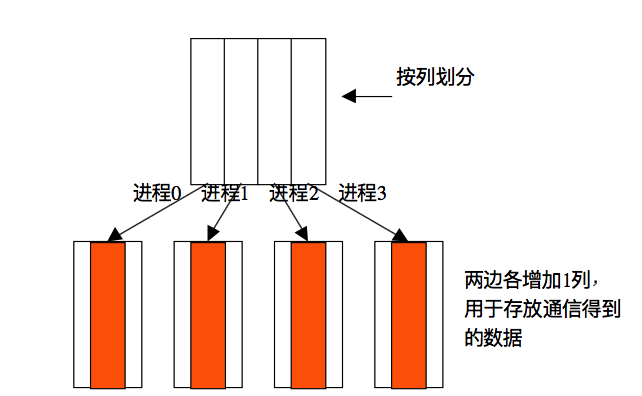 按列划分
进程0
进程1
进程2
进程3
两边各增加1列，
用于存放通信得到
的数据